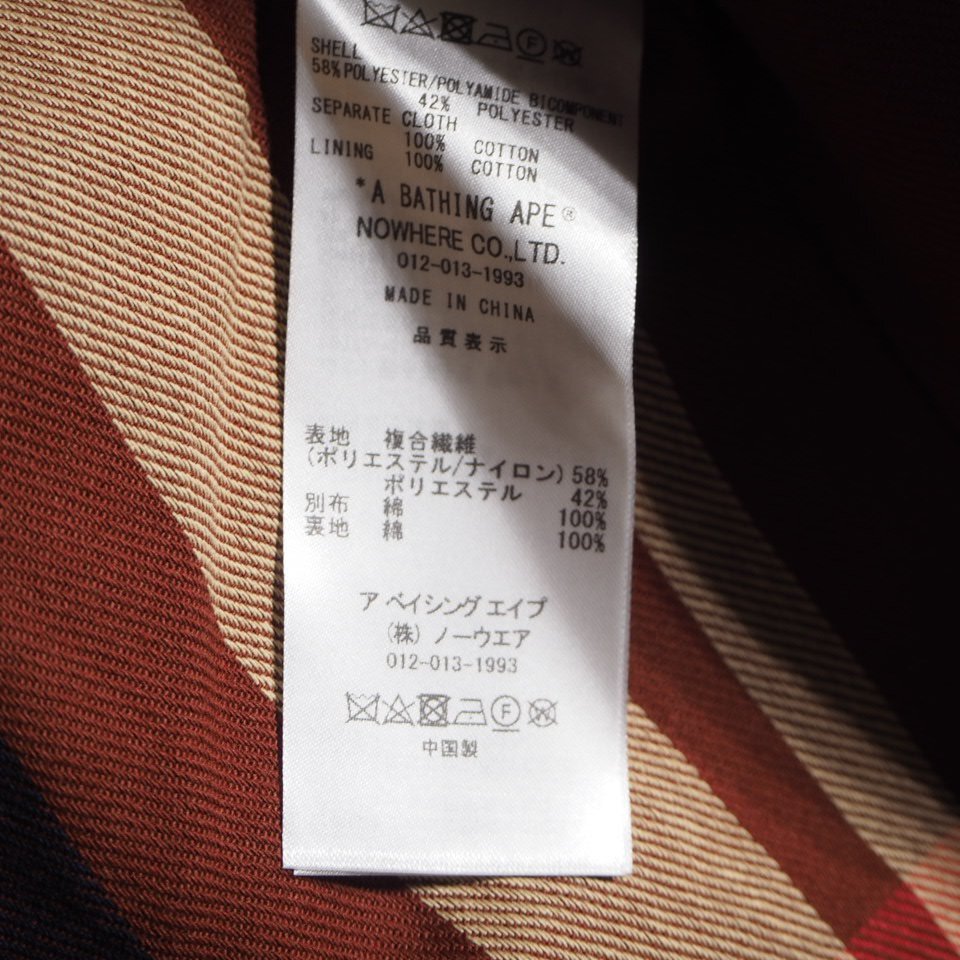 SHELL
58% POLYESTER/POLYAMIDE BICOMPONENT
42% POLYESTER
SEPARATE CLOTH
100% COTTON
LINING 100% COTTON
*A BATHING APE®
NOWHERE CO.,LTD.
012-013-1993
MADE IN CHINA
品質表示
表地 複合繊維
(ポリエステル/ナイロン) 58%
ポリエステル 42%
別布 綿 100%
裏地 綿 100%
ア ベイシング エイプ
(株) ノーウエア
012-013-1993
F W
中国製